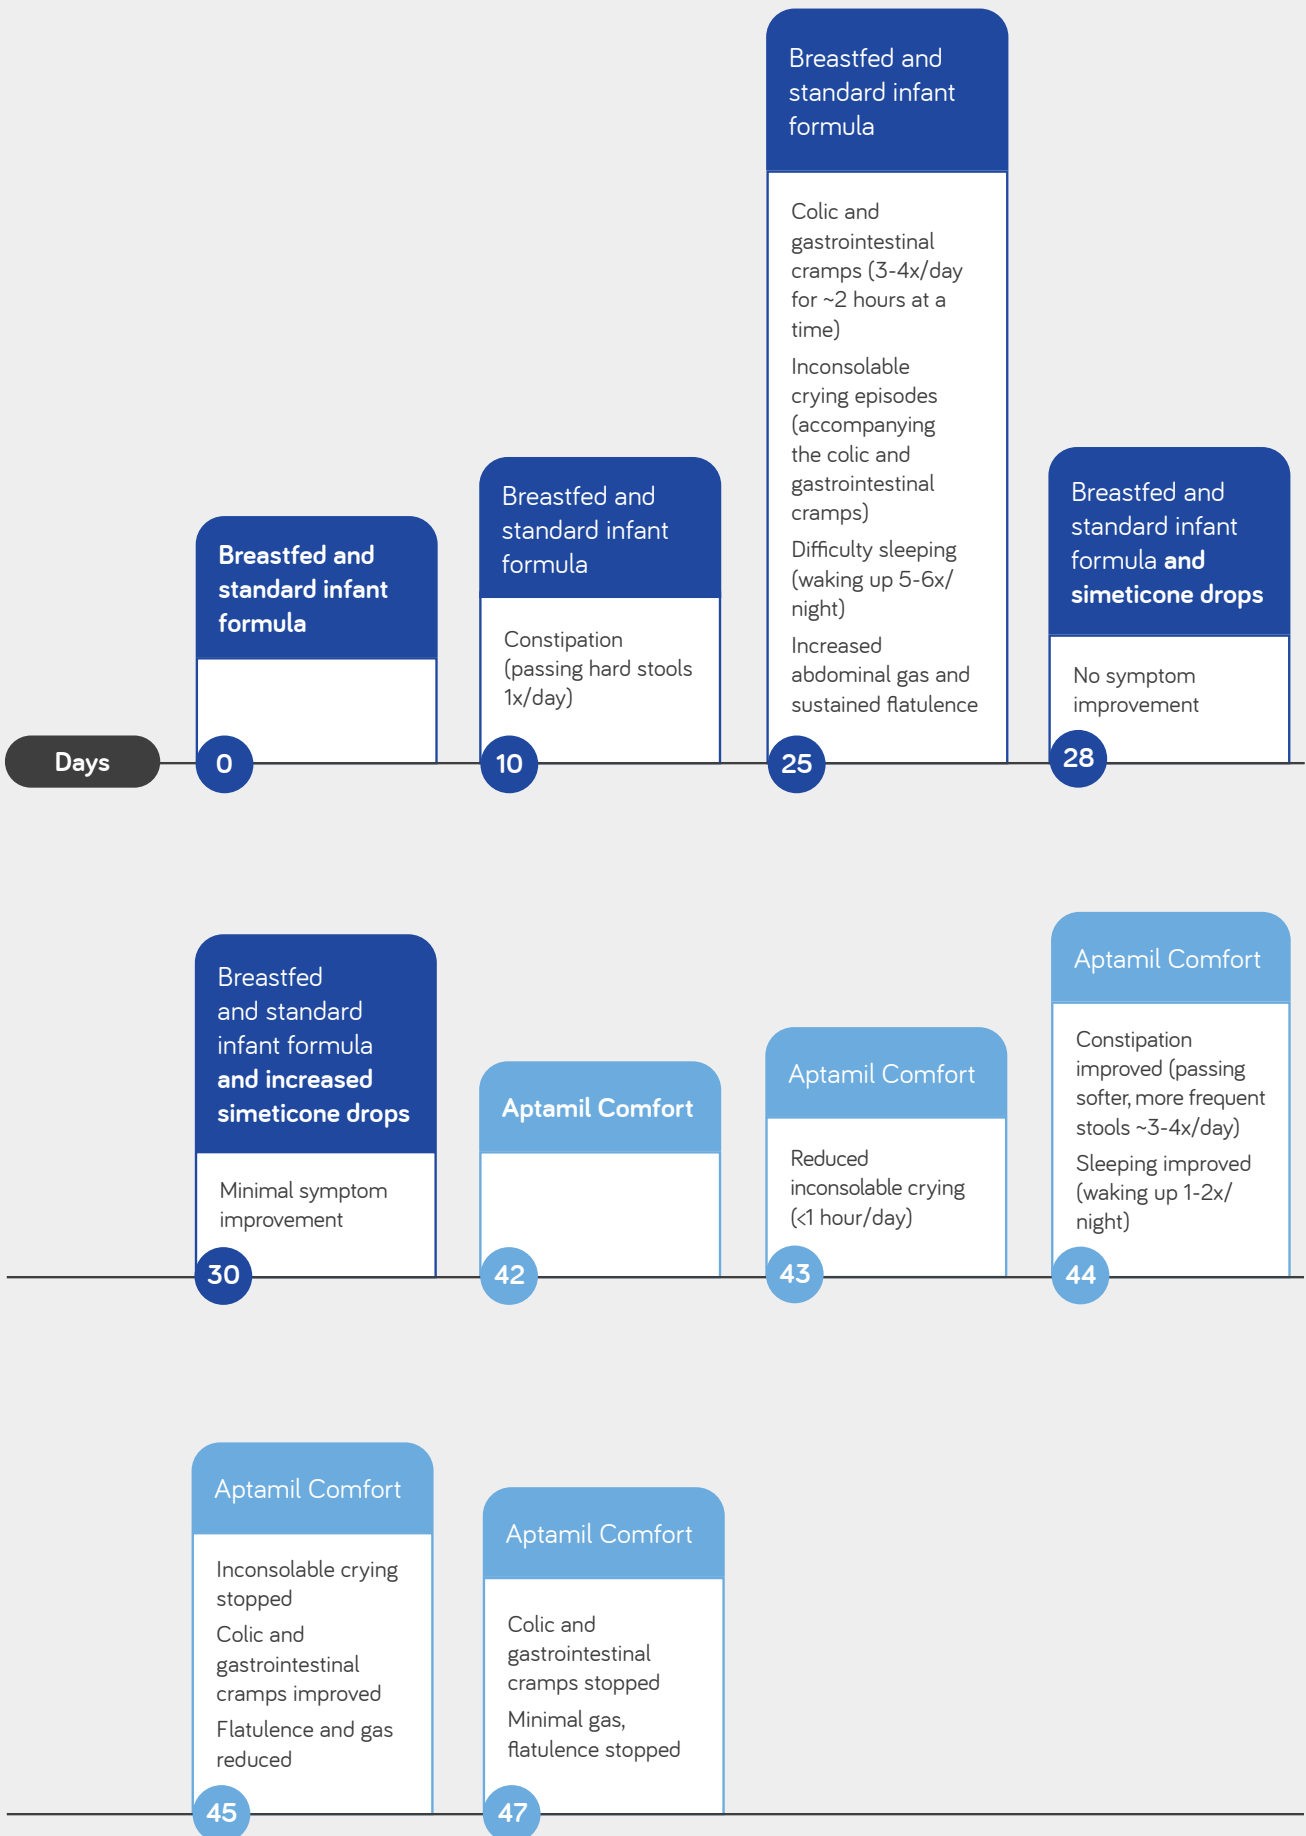 Days
Breastfed and
standard infant
formula
0
Breastfed and
standard infant
formula
Constipation
(passing hard stools
1x/day)
10
Breastfed and
standard infant
formula
Colic and
gastrointestinal
cramps (3-4x/day
for ~2 hours at a
time)
Inconsolable
crying episodes
(accompanying
the colic and
gastrointestinal
cramps)
Difficulty sleeping
(waking up 5-6x/
night)
Increased
abdominal gas and
sustained flatulence
25
Breastfed and
standard infant
formula and
simeticone drops
No symptom
improvement
28
Breastfed
and standard
infant formula
and increased
simeticone drops
Minimal symptom
improvement
30
Aptamil Comfort
42
Aptamil Comfort
Reduced
inconsolable crying
(<1 hour/day)
43
Aptamil Comfort
Constipation
improved (passing
softer, more frequent
stools ~3-4x/day)
Sleeping improved
(waking up 1-2x/
night)
44
Aptamil Comfort
Inconsolable crying
stopped
Colic and
gastrointestinal
cramps improved
Flatulence and gas
reduced
45
Aptamil Comfort
Colic and
gastrointestinal
cramps stopped
Minimal gas,
flatulence stopped
47